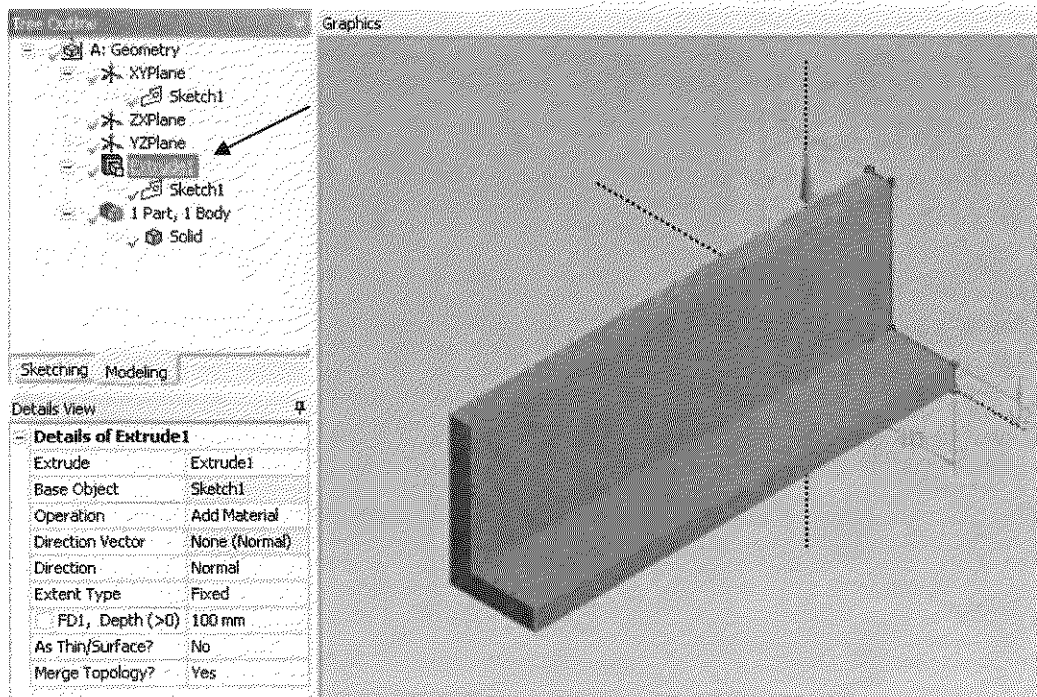 Tree Outline
A: Geometry
XYPlane
Sketch1
ZXPlane
YZPlane
Sketch1
1 Part, 1 Body
Solid
Sketching Modeling
Details View
Details of Extrude1
Extrude Extrude1
Base Object Sketch1
Operation Add Material
Direction Vector None (Normal)
Direction Normal
Extent Type Fixed
FD1, Depth (>0) 100 mm
As Thin/Surface? No
Merge Topology? Yes
Graphics